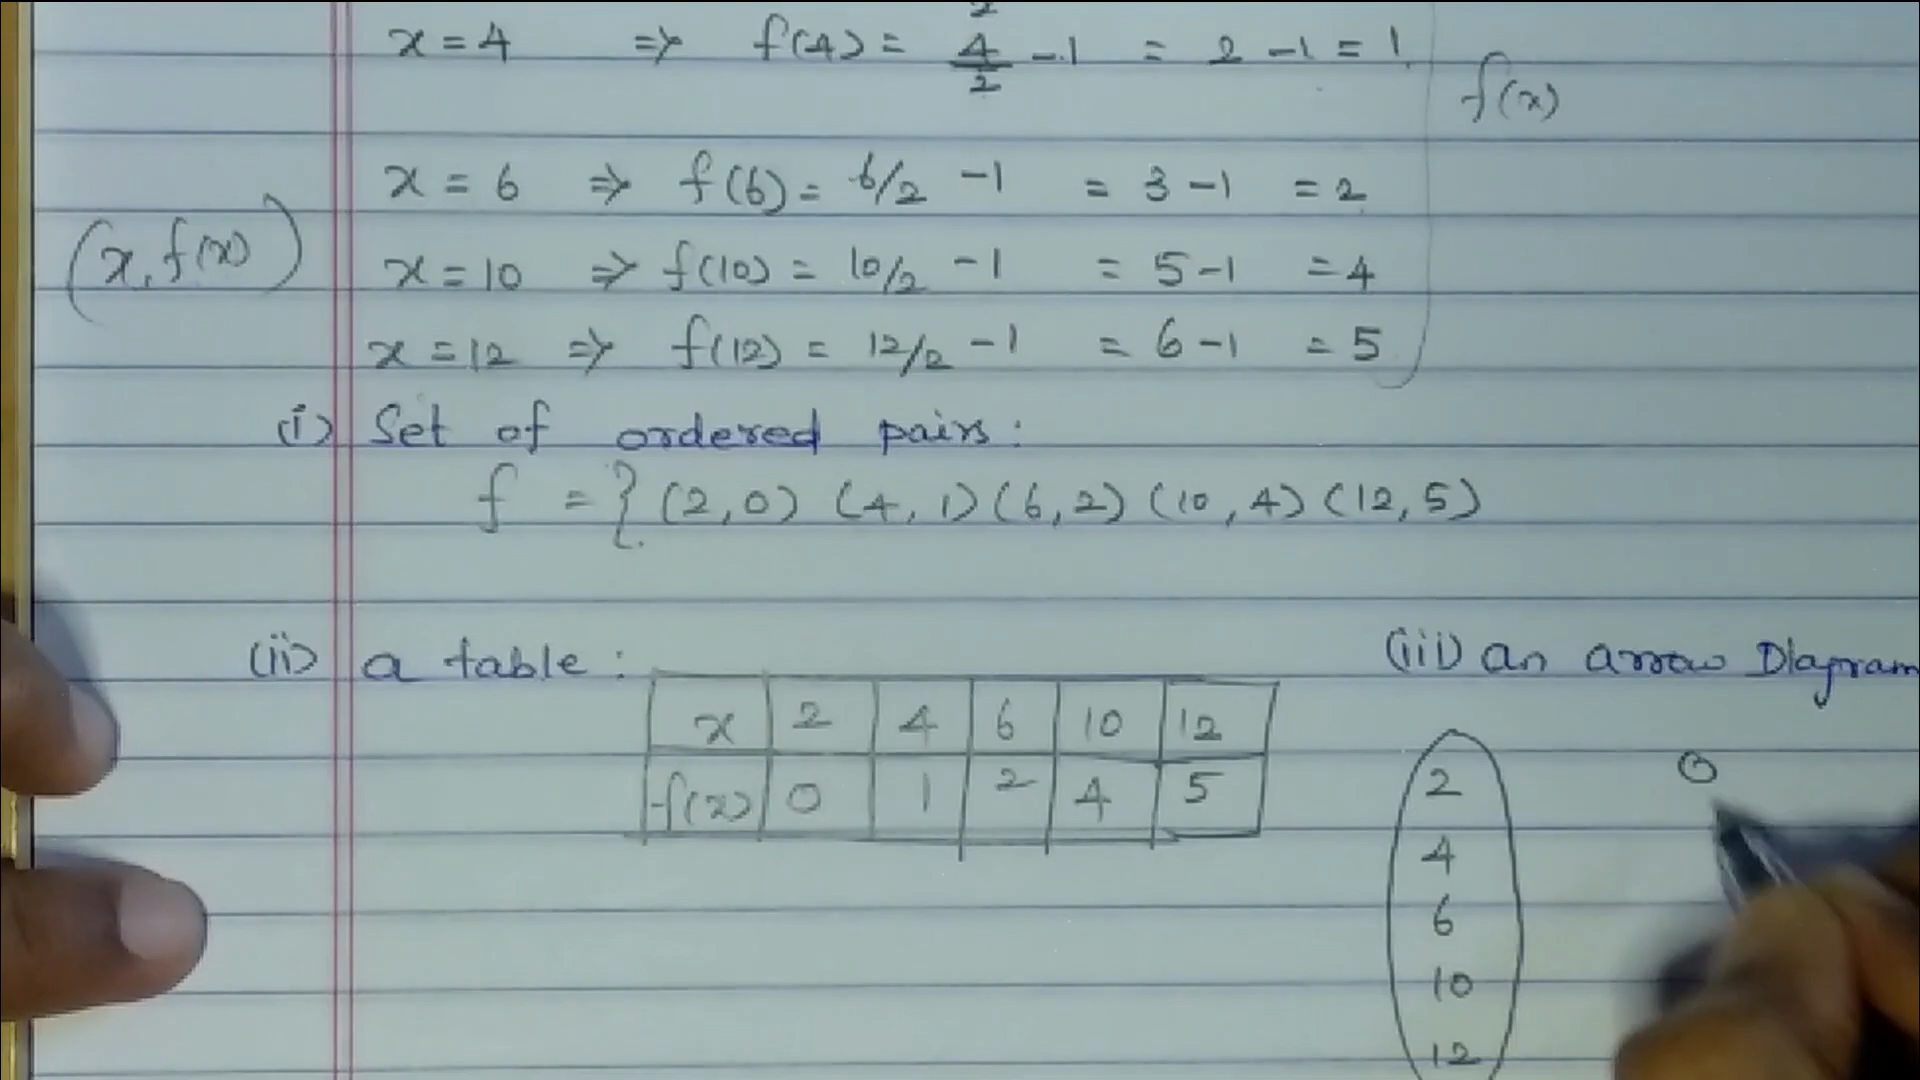 x = 4 ⇒ f(4) = 4/2 - 1 = 2 - 1 = 1
f(x)
x = 6 ⇒ f(6) = 6/2 - 1 = 3 - 1 = 2
(x, f(x))
x = 10 ⇒ f(10) = 10/2 - 1 = 5 - 1 = 4
x = 12 ⇒ f(12) = 12/2 - 1 = 6 - 1 = 5
(i) Set of ordered pairs :
f = { (2,0) (4,1) (6,2) (10,4) (12,5)
(ii) a table :
(iii) an arrow Diagram
x 2 4 6 10 12
f(x) 0 1 2 4 5
2 0
4
6
10
12